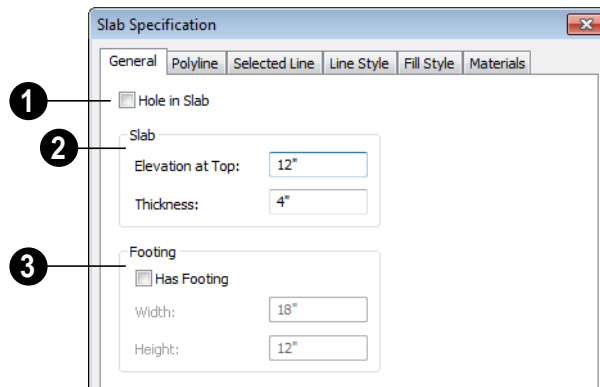 Slab Specification
General Polyline Selected Line Line Style Fill Style Materials
1 Hole in Slab
Slab
2
Elevation at Top: 12"
Thickness: 4"
Footing
3
Has Footing
Width: 18"
Height: 12"